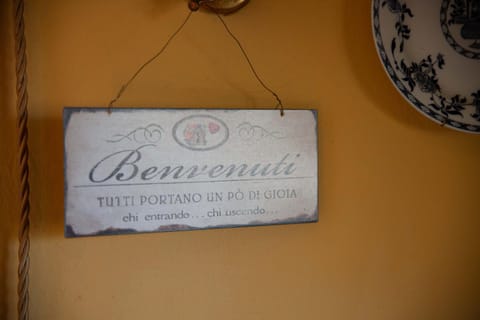 Benvenuti
TUTTI PORTANO UN PÒ DI GIOIA
chi entrando... chi uscendo...